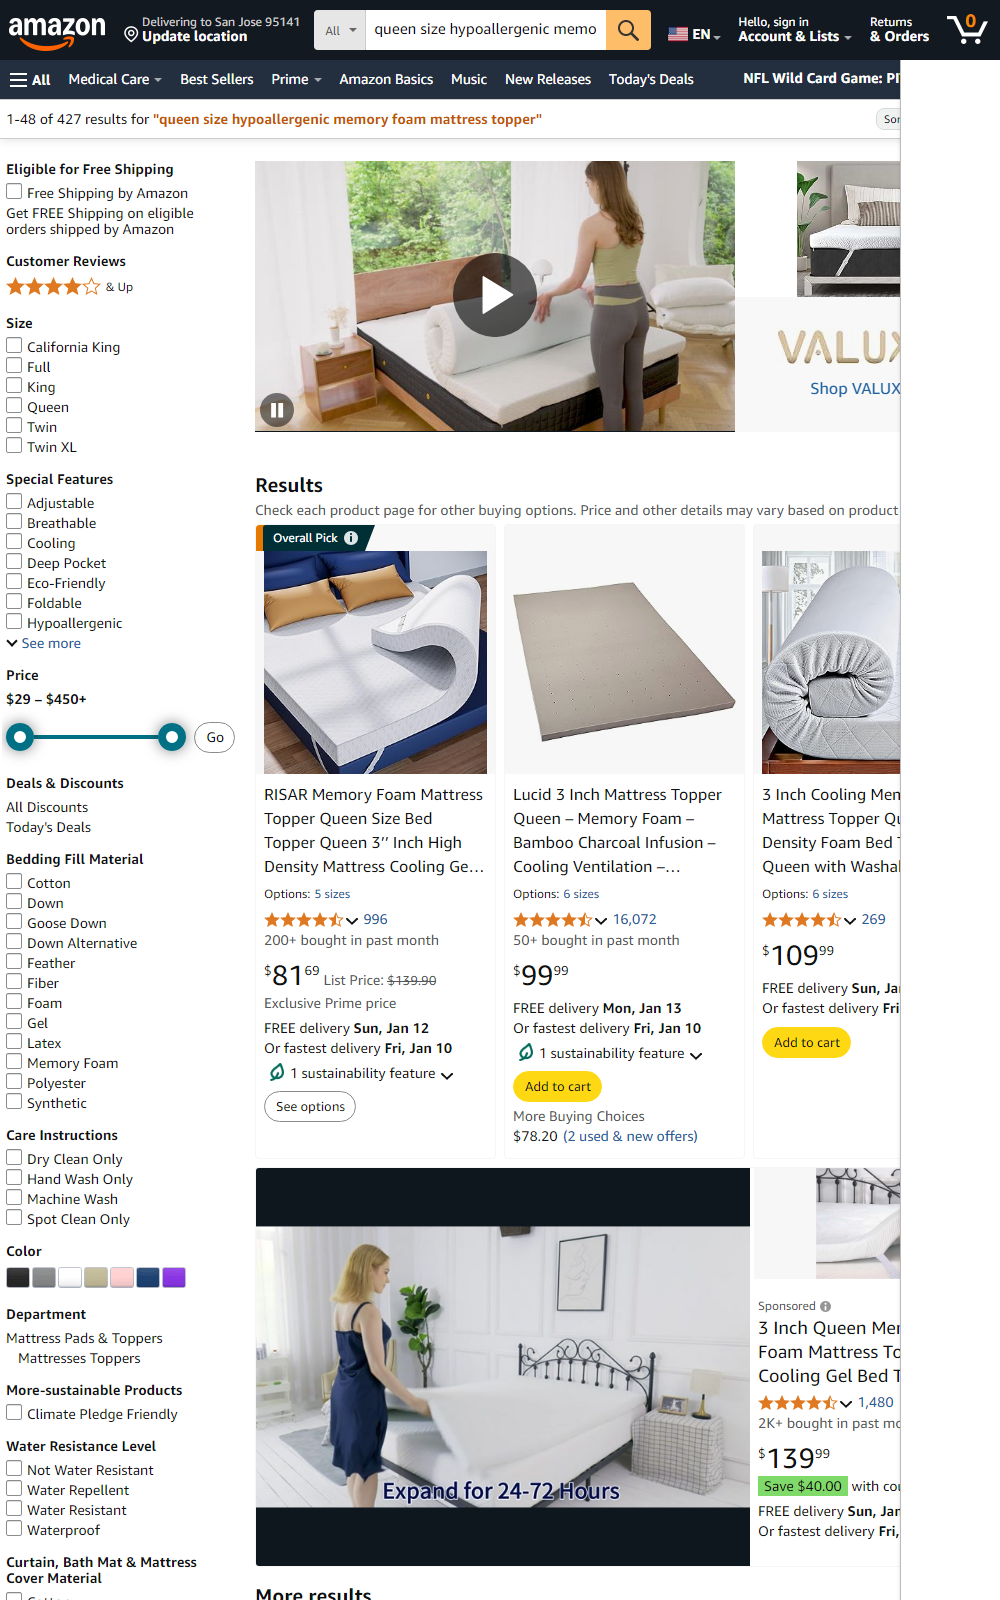 amazon
Delivering to San Jose 95141
Update location
All
queen size hypoallergenic memo
EN
Hello, sign in
Account & Lists
Returns
& Orders
0
All
Medical Care
Best Sellers
Prime
Amazon Basics
Music
New Releases
Today's Deals
NFL Wild Card Game:
1-48 of 427 results for "queen size hypoallergenic memory foam mattress topper"
Eligible for Free Shipping
Free Shipping by Amazon
Get FREE Shipping on eligible
orders shipped by Amazon
Customer Reviews
& Up
Size
California King
Full
King
Queen
Twin
Twin XL
Special Features
Adjustable
Breathable
Cooling
Deep Pocket
Eco-Friendly
Foldable
Hypoallergenic
See more
Price
$29 – $450+
Go
Deals & Discounts
All Discounts
Today's Deals
Bedding Fill Material
Cotton
Down
Goose Down
Down Alternative
Feather
Fiber
Foam
Gel
Latex
Memory Foam
Polyester
Synthetic
Care Instructions
Dry Clean Only
Hand Wash Only
Machine Wash
Spot Clean Only
Color
Department
Mattress Pads & Toppers
Mattresses Toppers
More-sustainable Products
Climate Pledge Friendly
Water Resistance Level
Not Water Resistant
Water Repellent
Water Resistant
Waterproof
Curtain, Bath Mat & Mattress
Cover Material
VALUX
Shop VALUX
Results
Check each product page for other buying options. Price and other details may vary based on product
Overall Pick
RISAR Memory Foam Mattress
Topper Queen Size Bed
Topper Queen 3’’ Inch High
Density Mattress Cooling Ge…
Options: 5 sizes
996
200+ bought in past month
$81.69 List Price: $139.90
Exclusive Prime price
FREE delivery Sun, Jan 12
Or fastest delivery Fri, Jan 10
1 sustainability feature
See options
Lucid 3 Inch Mattress Topper
Queen – Memory Foam –
Bamboo Charcoal Infusion –
Cooling Ventilation –…
Options: 6 sizes
16,072
50+ bought in past month
$99.99
FREE delivery Mon, Jan 13
Or fastest delivery Fri, Jan 10
1 sustainability feature
Add to cart
More Buying Choices
$78.20 (2 used & new offers)
3 Inch Cooling Mem
Mattress Topper Qu
Density Foam Bed T
Queen with Washal
Options: 6 sizes
269
$109.99
FREE delivery Sun, Ja
Or fastest delivery Fri
Add to cart
Expand for 24-72 Hours
Sponsored
3 Inch Queen Mer
Foam Mattress To
Cooling Gel Bed T
1,480
2K+ bought in past mo
$139.99
Save $40.00 with cou
FREE delivery Sun, Jan
Or fastest delivery Fri,
More results